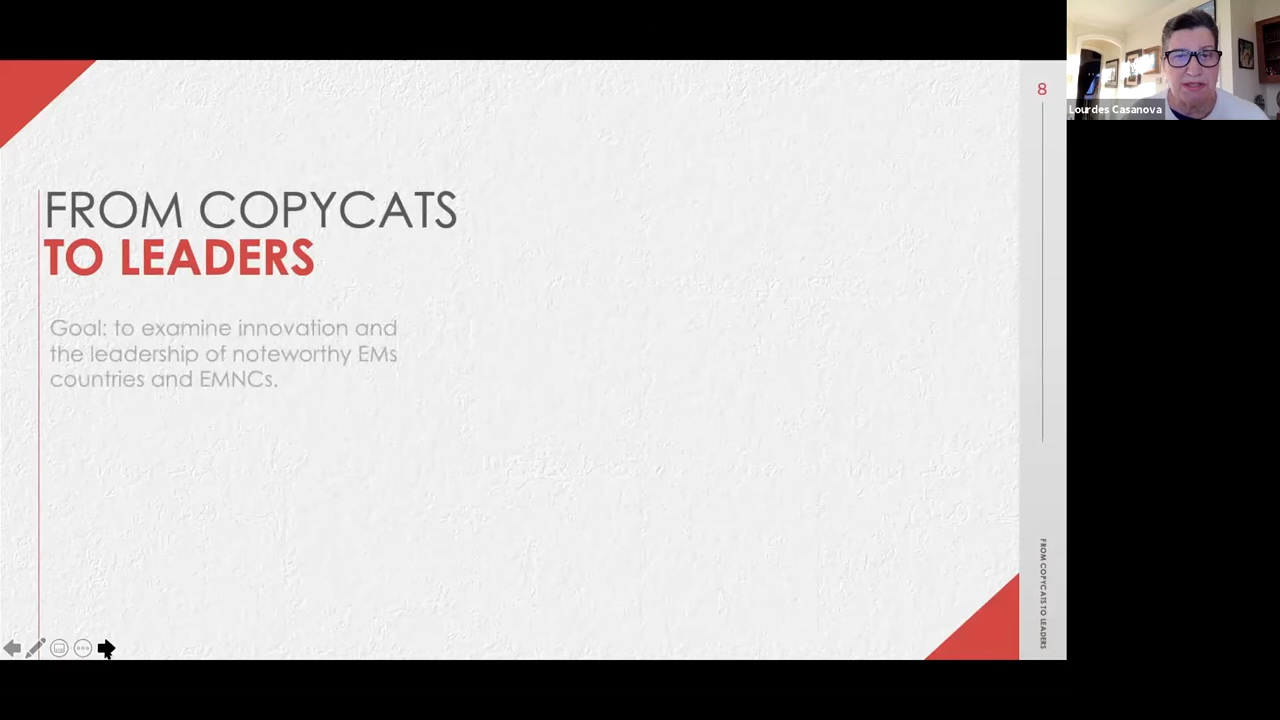 FROM COPYCATS
TO LEADERS
Goal: to examine innovation and
the leadership of noteworthy EMs
countries and EMNCs.
8
FROM COPYCATS TO LEADERS
Lourdes Casanova